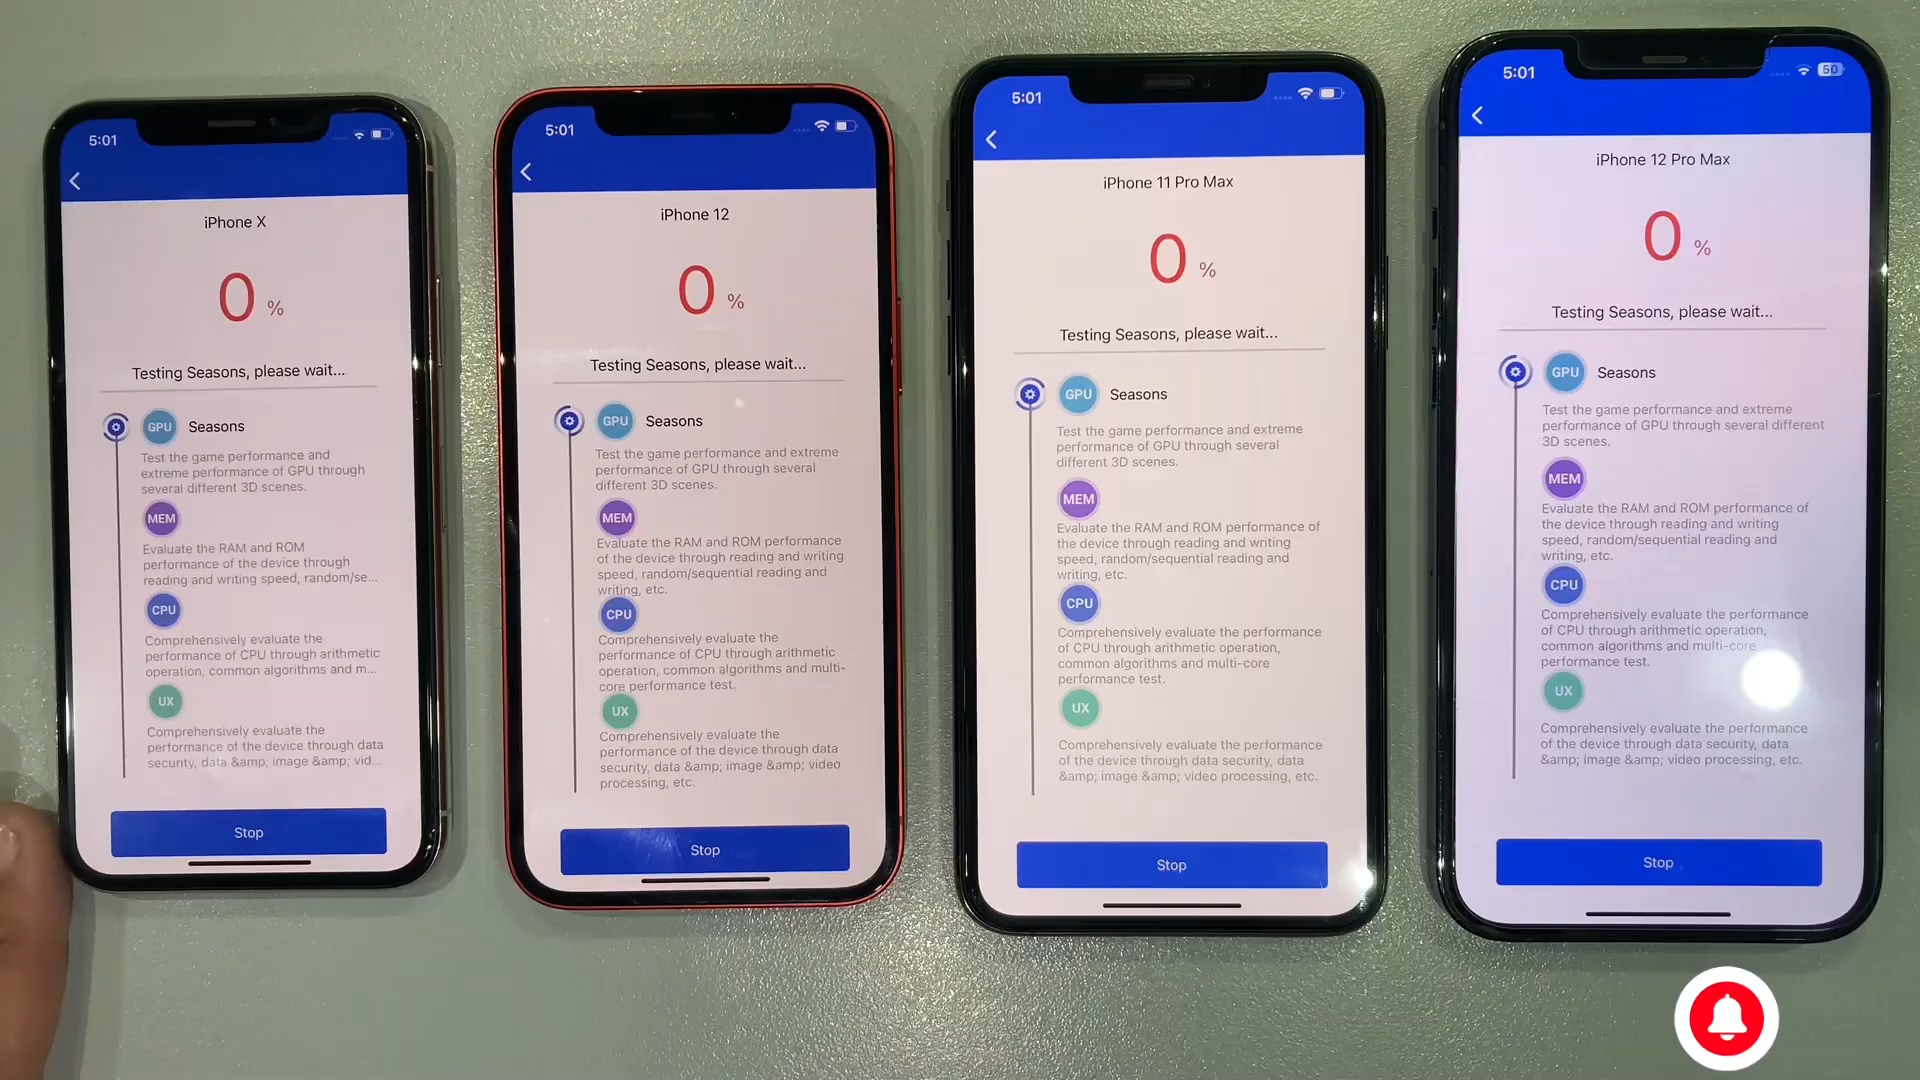 5:01
iPhone X
0 %
Testing Seasons, please wait...
GPU Seasons
Test the game performance and
extreme performance of GPU through
several different 3D scenes.
MEM
Evaluate the RAM and ROM
performance of the device through
reading and writing speed, random/se...
CPU
Comprehensively evaluate the
performance of CPU through arithmetic
operation, common algorithms and m...
UX
Comprehensively evaluate the
performance of the device through data
security, data &amp; image &amp; vid...
Stop
5:01
iPhone 12
0 %
Testing Seasons, please wait...
GPU Seasons
Test the game performance and extreme
performance of GPU through several
different 3D scenes.
MEM
Evaluate the RAM and ROM performance
of the device through reading and writing
speed, random/sequential reading and
writing, etc.
CPU
Comprehensively evaluate the
performance of CPU through arithmetic
operation, common algorithms and multi-
core performance test.
UX
Comprehensively evaluate the
performance of the device through data
security, data &amp; image &amp; video
processing, etc.
Stop
5:01
iPhone 11 Pro Max
0 %
Testing Seasons, please wait...
GPU Seasons
Test the game performance and extreme
performance of GPU through several
different 3D scenes.
MEM
Evaluate the RAM and ROM performance of
the device through reading and writing
speed, random/sequential reading and
writing, etc.
CPU
Comprehensively evaluate the performance
of CPU through arithmetic operation,
common algorithms and multi-core
performance test.
UX
Comprehensively evaluate the performance
of the device through data security, data
&amp; image &amp; video processing, etc.
Stop
5:01 50
iPhone 12 Pro Max
0 %
Testing Seasons, please wait...
GPU Seasons
Test the game performance and extreme
performance of GPU through several different
3D scenes.
MEM
Evaluate the RAM and ROM performance of
the device through reading and writing
speed, random/sequential reading and
writing, etc.
CPU
Comprehensively evaluate the performance
of CPU through arithmetic operation,
common algorithms and multi-core
performance test.
UX
Comprehensively evaluate the performance
of the device through data security, data
&amp; image &amp; video processing, etc.
Stop